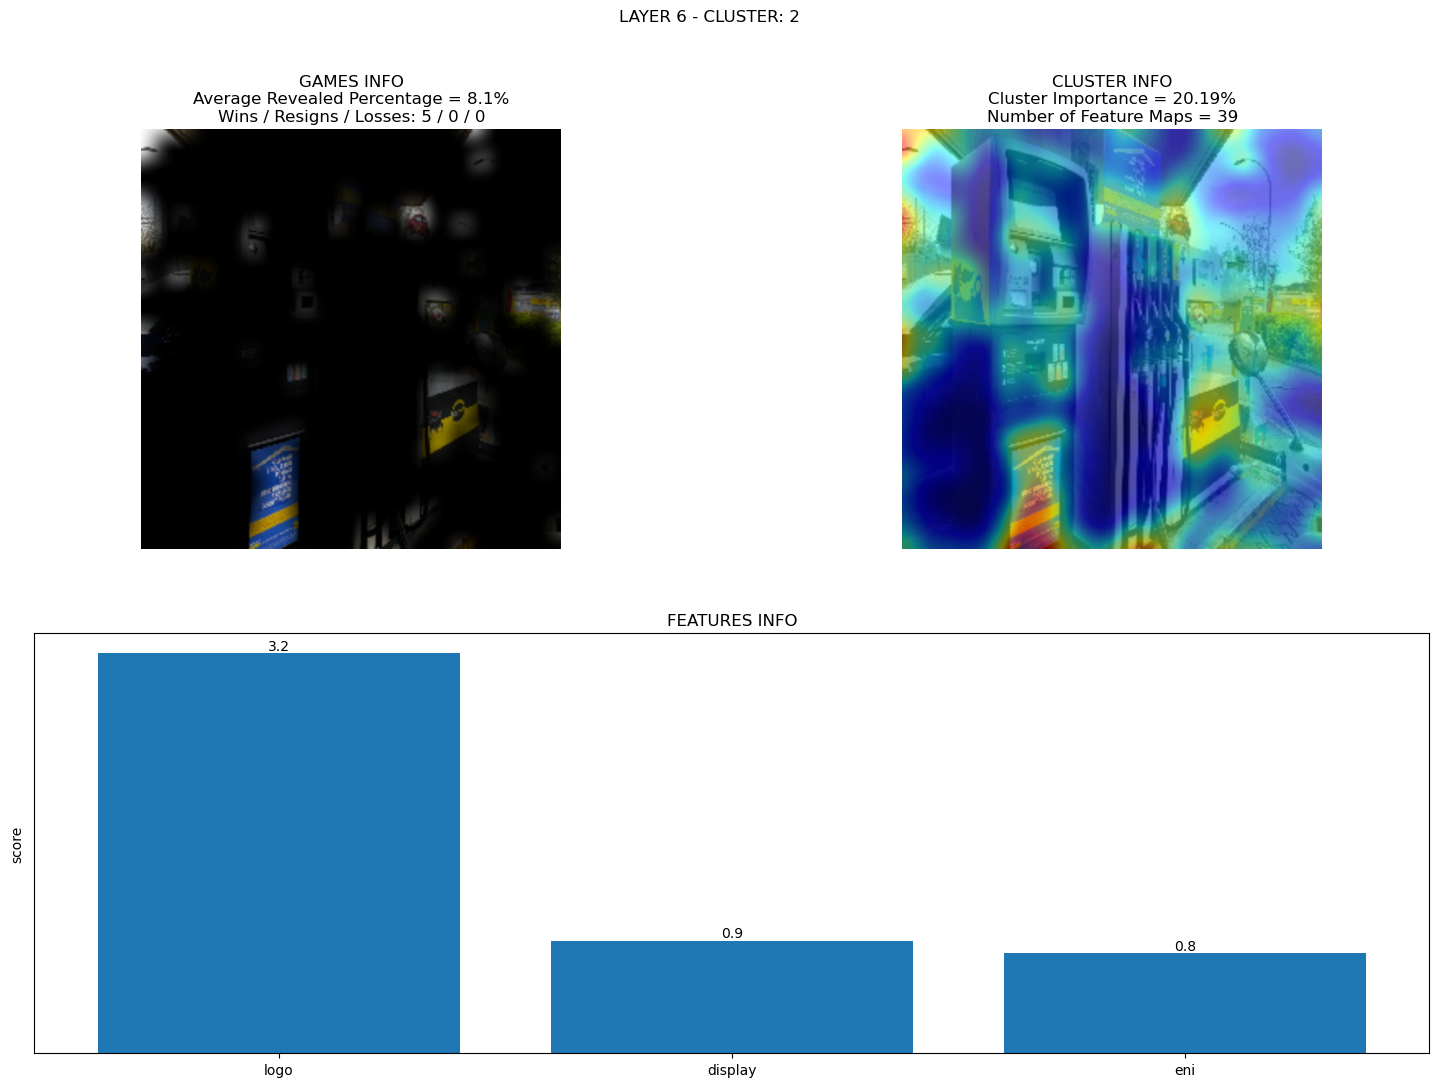 LAYER 6 - CLUSTER: 2
GAMES INFO
Average Revealed Percentage = 8.1%
Wins / Resigns / Losses: 5 / 0 / 0
CLUSTER INFO
Cluster Importance = 20.19%
Number of Feature Maps = 39
FEATURES INFO
score
3.2
0.9
0.8
logo
display
eni